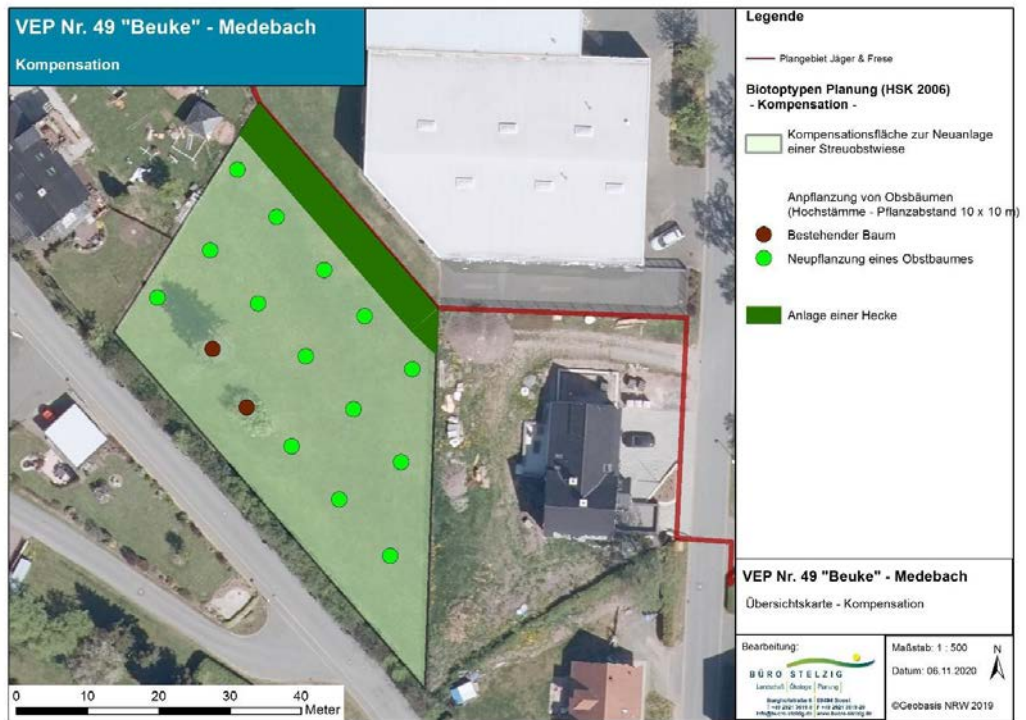 VEP Nr. 49 "Beuke" - Medebach
Kompensation
Legende
Plangebiet Jäger & Frese
Biotoptypen Planung (HSK 2006)
- Kompensation -
Kompensationsfläche zur Neuanlage
einer Streuobstwiese
Anpflanzung von Obsbäumen
(Hochstämme - Pflanzabstand 10 x 10 m)
Bestehender Baum
Neupflanzung eines Obstbaumes
Anlage einer Hecke
VEP Nr. 49 "Beuke" - Medebach
Übersichtskarte - Kompensation
Bearbeitung:
BÜRO STELZIG
Landschaft | Ökologie | Planung |
Maßstab: 1 : 500
N
Datum: 06.11.2020
©Geobasis NRW 2019
0 10 20 30 40
Meter